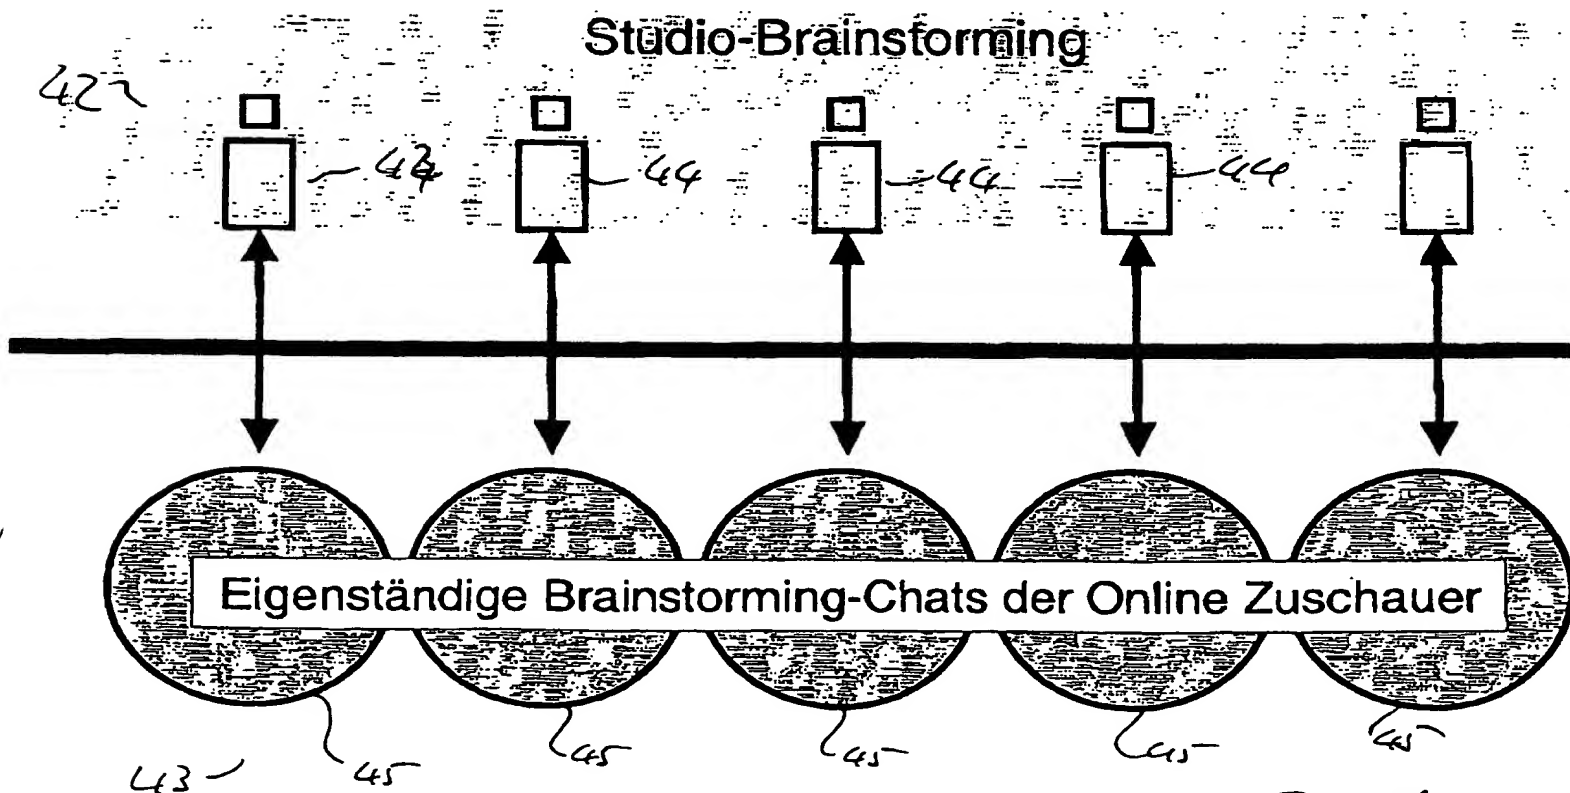 Studio-Brainstorming
42
44 44 44 44
Eigenständige Brainstorming-Chats der Online Zuschauer
45 45 45 45 45
43